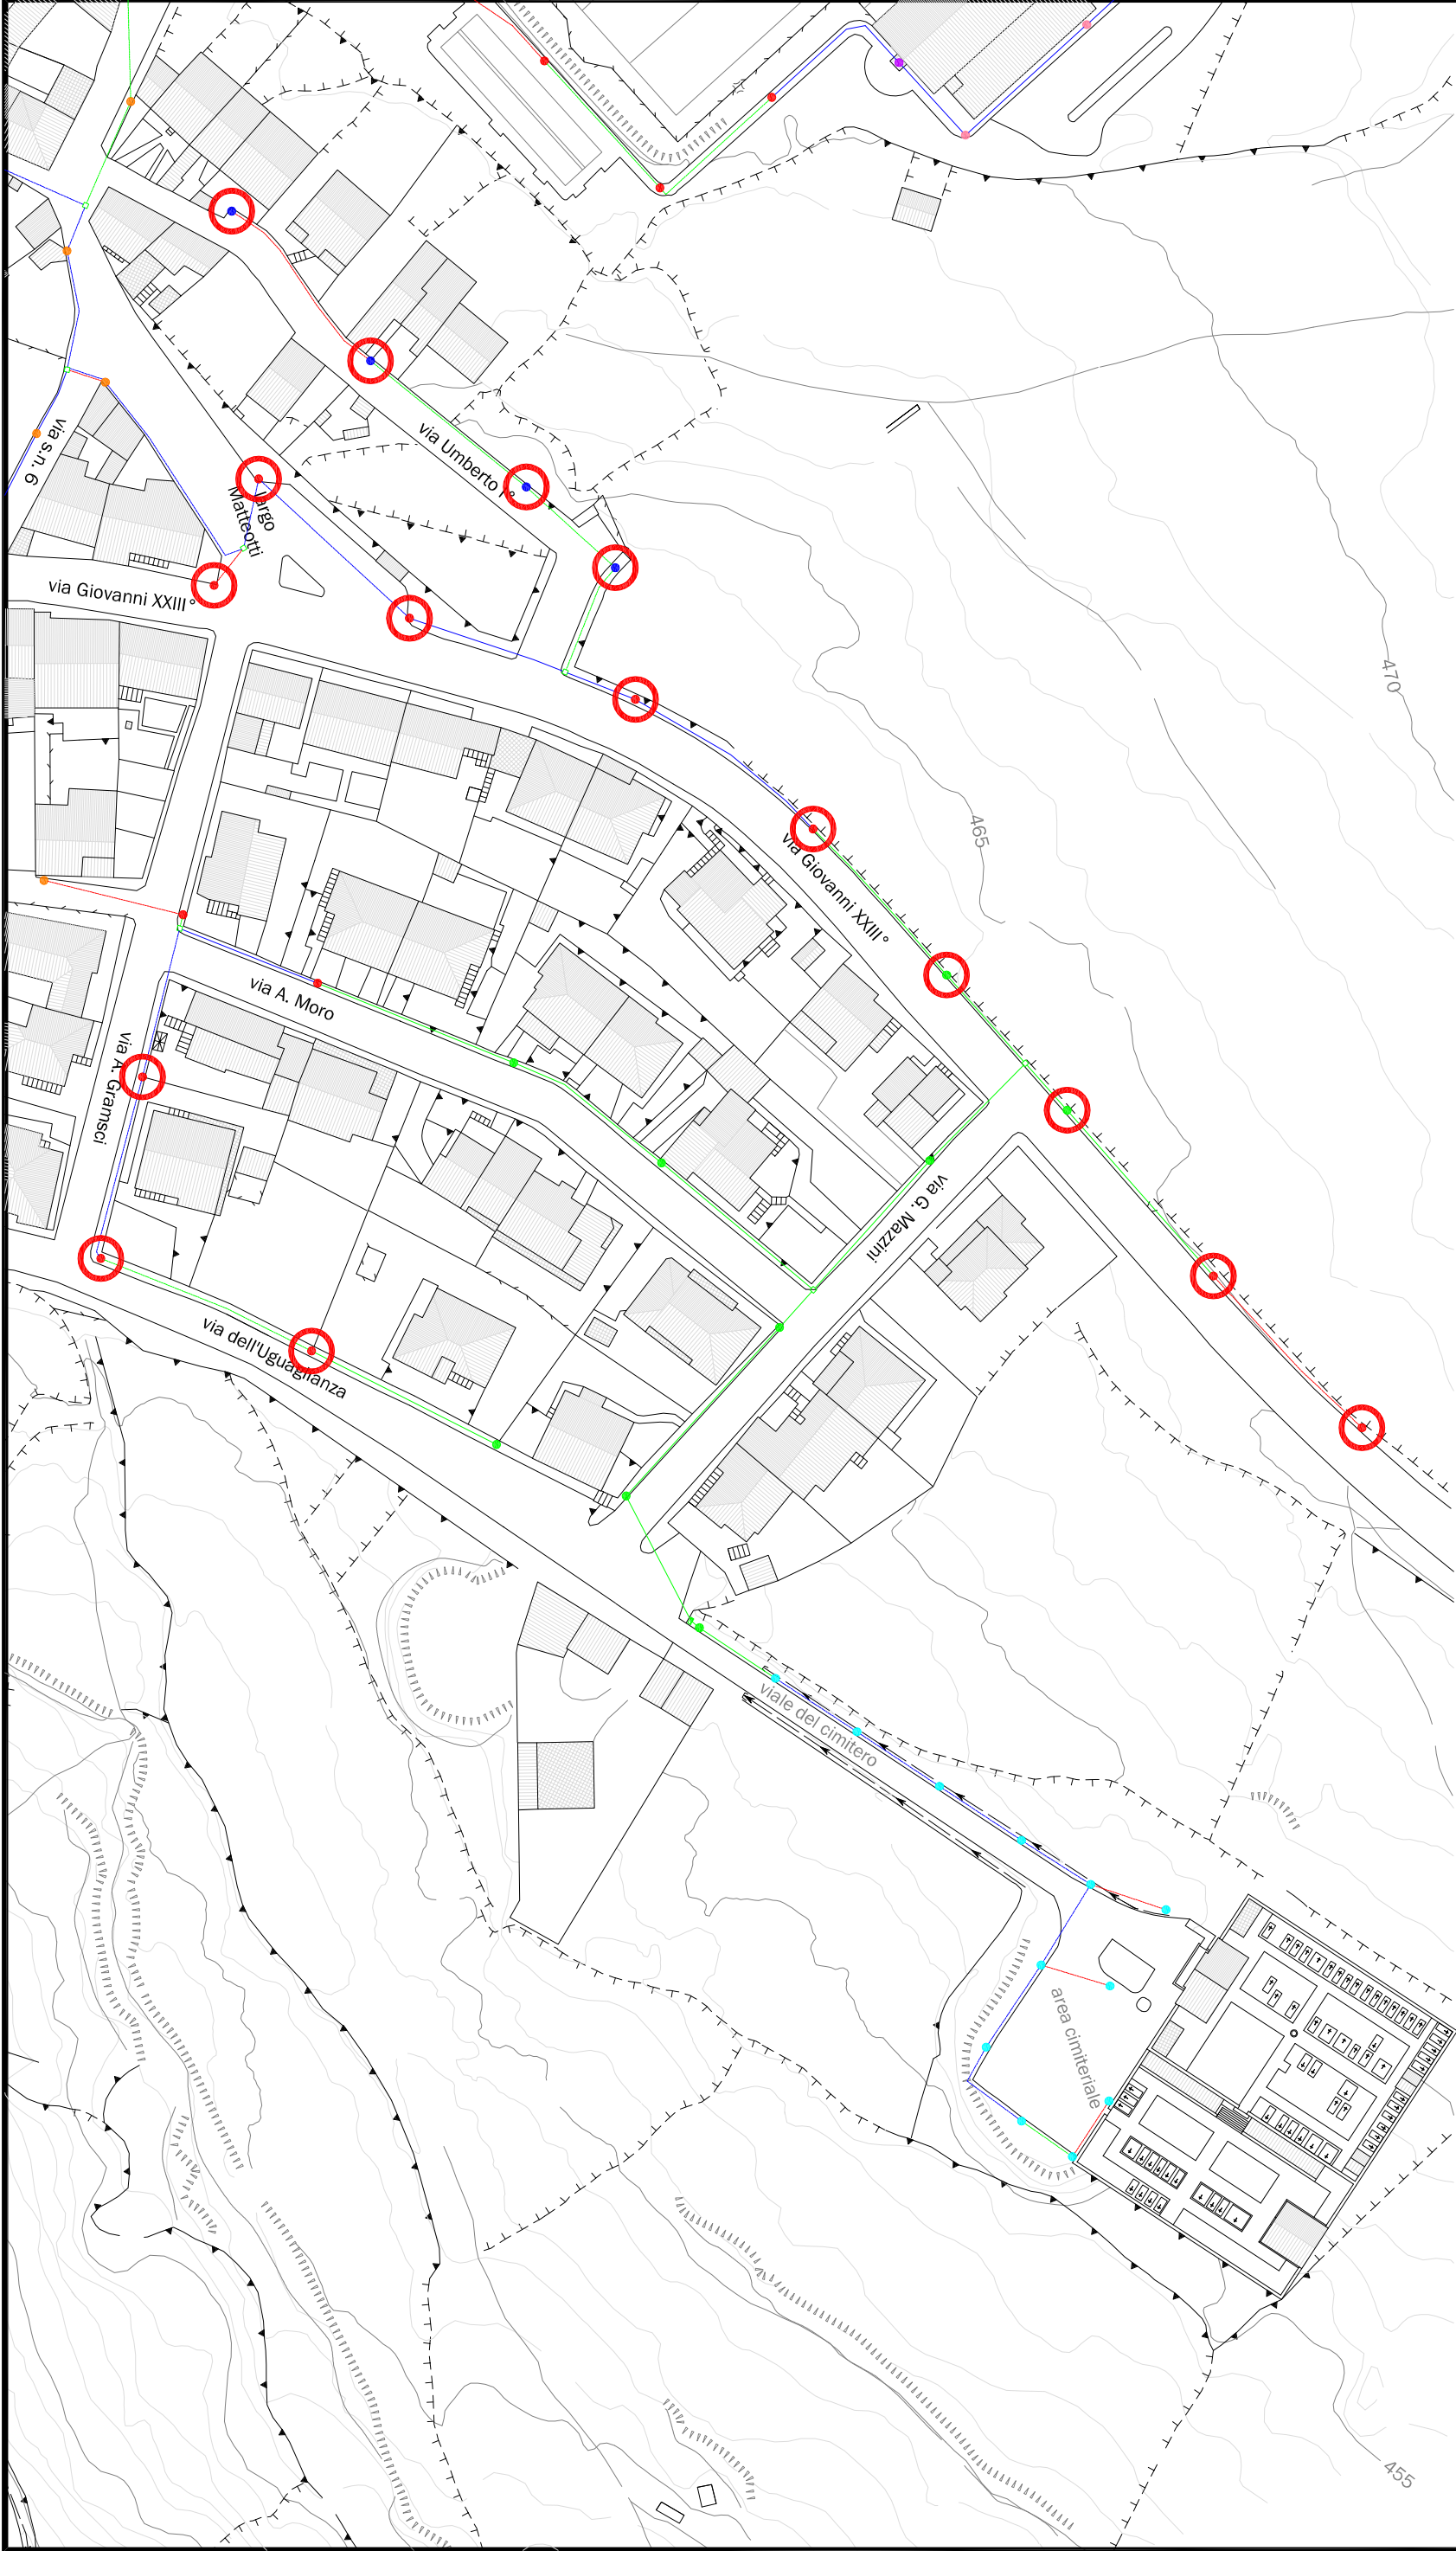 via Umberto I°
via s.n. 6
largo
Matteotti
via Giovanni XXIII°
470
465
via Giovanni XXIII°
via A. Moro
via A. Gramsci
via G. Mazzini
via dell'Uguaglianza
viale del cimitero
area cimiteriale
455